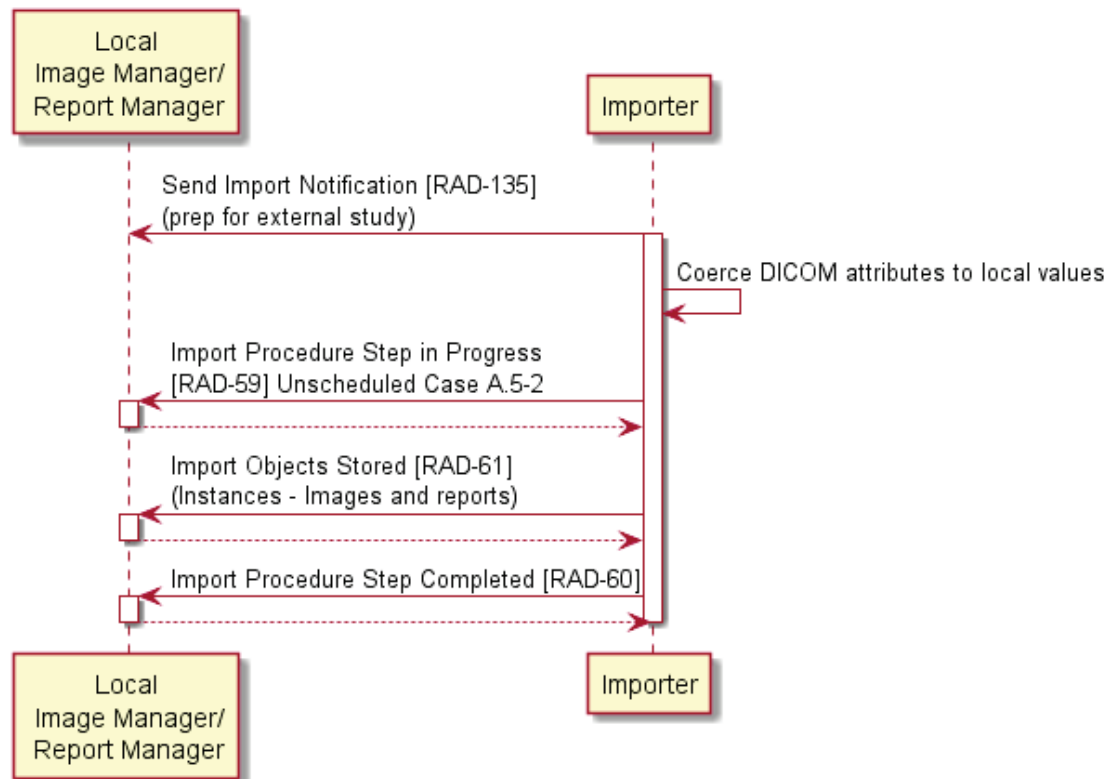 Local
Image Manager/
Report Manager
Importer
Send Import Notification [RAD-135]
(prep for external study)
Coerce DICOM attributes to local values
Import Procedure Step in Progress
[RAD-59] Unscheduled Case A.5-2
Import Objects Stored [RAD-61]
(Instances - Images and reports)
Import Procedure Step Completed [RAD-60]
Local
Image Manager/
Report Manager
Importer